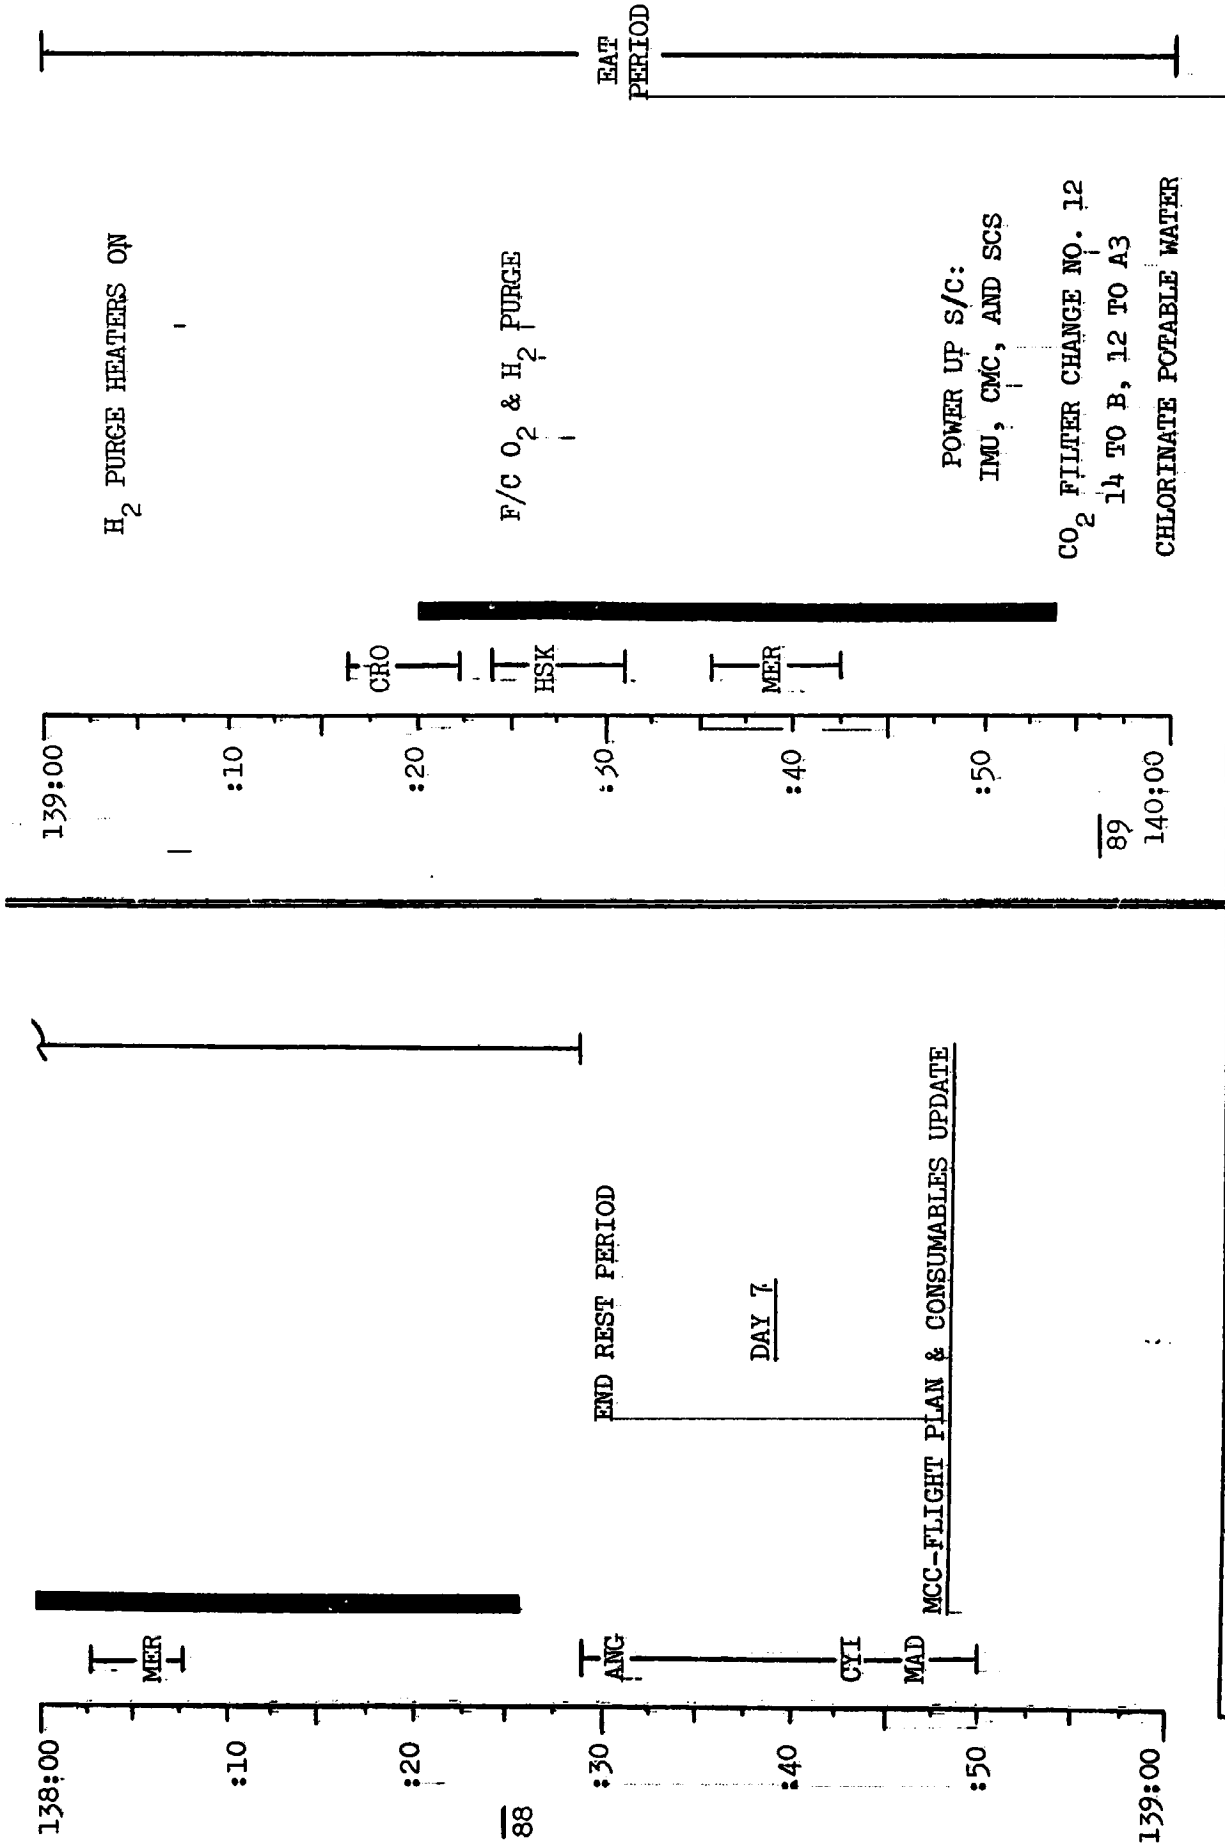 138:00
:10
:20
88
:30
:40
:50
139:00
MER
ANG
CYI
MAD
END REST PERIOD
DAY 7
MCC-FLIGHT PLAN & CONSUMABLES UPDATE
139:00
:10
:20
:30
:40
:50
89
140:00
CRO
HSK
MER
H2 PURGE HEATERS ON
F/C O2 & H2 PURGE
POWER UP S/C:
IMU, CMC, AND SCS
CO2 FILTER CHANGE NO. 12
14 TO B, 12 TO A3
CHLORINATE POTABLE WATER
EAT
PERIOD